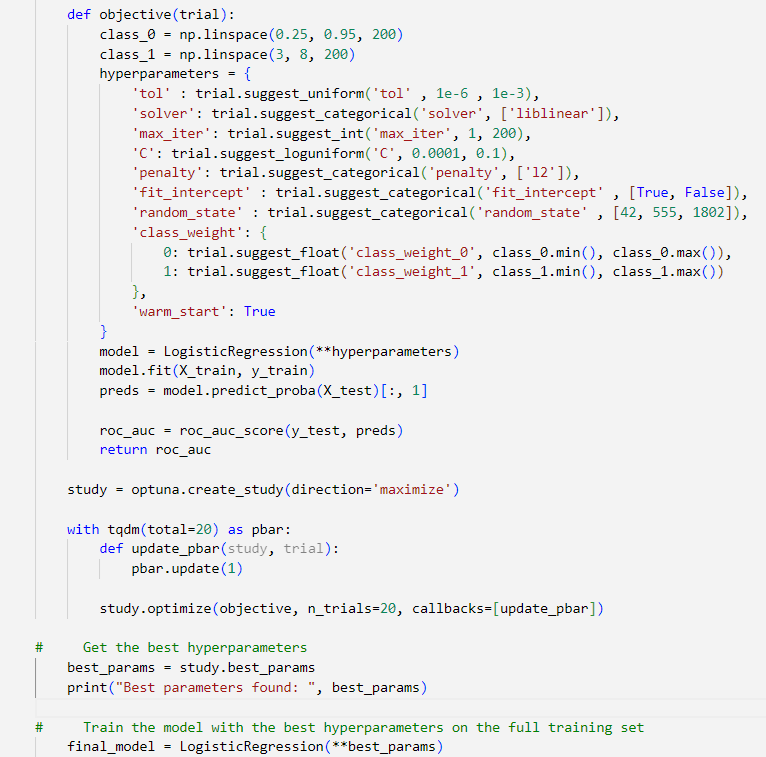 def objective(trial):
class_0 = np.linspace(0.25, 0.95, 200)
class_1 = np.linspace(3, 8, 200)
hyperparameters = {
'tol' : trial.suggest_uniform('tol' , 1e-6 , 1e-3),
'solver': trial.suggest_categorical('solver', ['liblinear']),
'max_iter': trial.suggest_int('max_iter', 1, 200),
'C': trial.suggest_loguniform('C', 0.0001, 0.1),
'penalty': trial.suggest_categorical('penalty', ['l2']),
'fit_intercept' : trial.suggest_categorical('fit_intercept' , [True, False]),
'random_state' : trial.suggest_categorical('random_state' , [42, 555, 1802]),
'class_weight': {
0: trial.suggest_float('class_weight_0', class_0.min(), class_0.max()),
1: trial.suggest_float('class_weight_1', class_1.min(), class_1.max())
},
'warm_start': True
}
model = LogisticRegression(**hyperparameters)
model.fit(X_train, y_train)
preds = model.predict_proba(X_test)[:, 1]
roc_auc = roc_auc_score(y_test, preds)
return roc_auc
study = optuna.create_study(direction='maximize')
with tqdm(total=20) as pbar:
def update_pbar(study, trial):
pbar.update(1)
study.optimize(objective, n_trials=20, callbacks=[update_pbar])
# Get the best hyperparameters
best_params = study.best_params
print("Best parameters found: ", best_params)
# Train the model with the best hyperparameters on the full training set
final_model = LogisticRegression(**best_params)